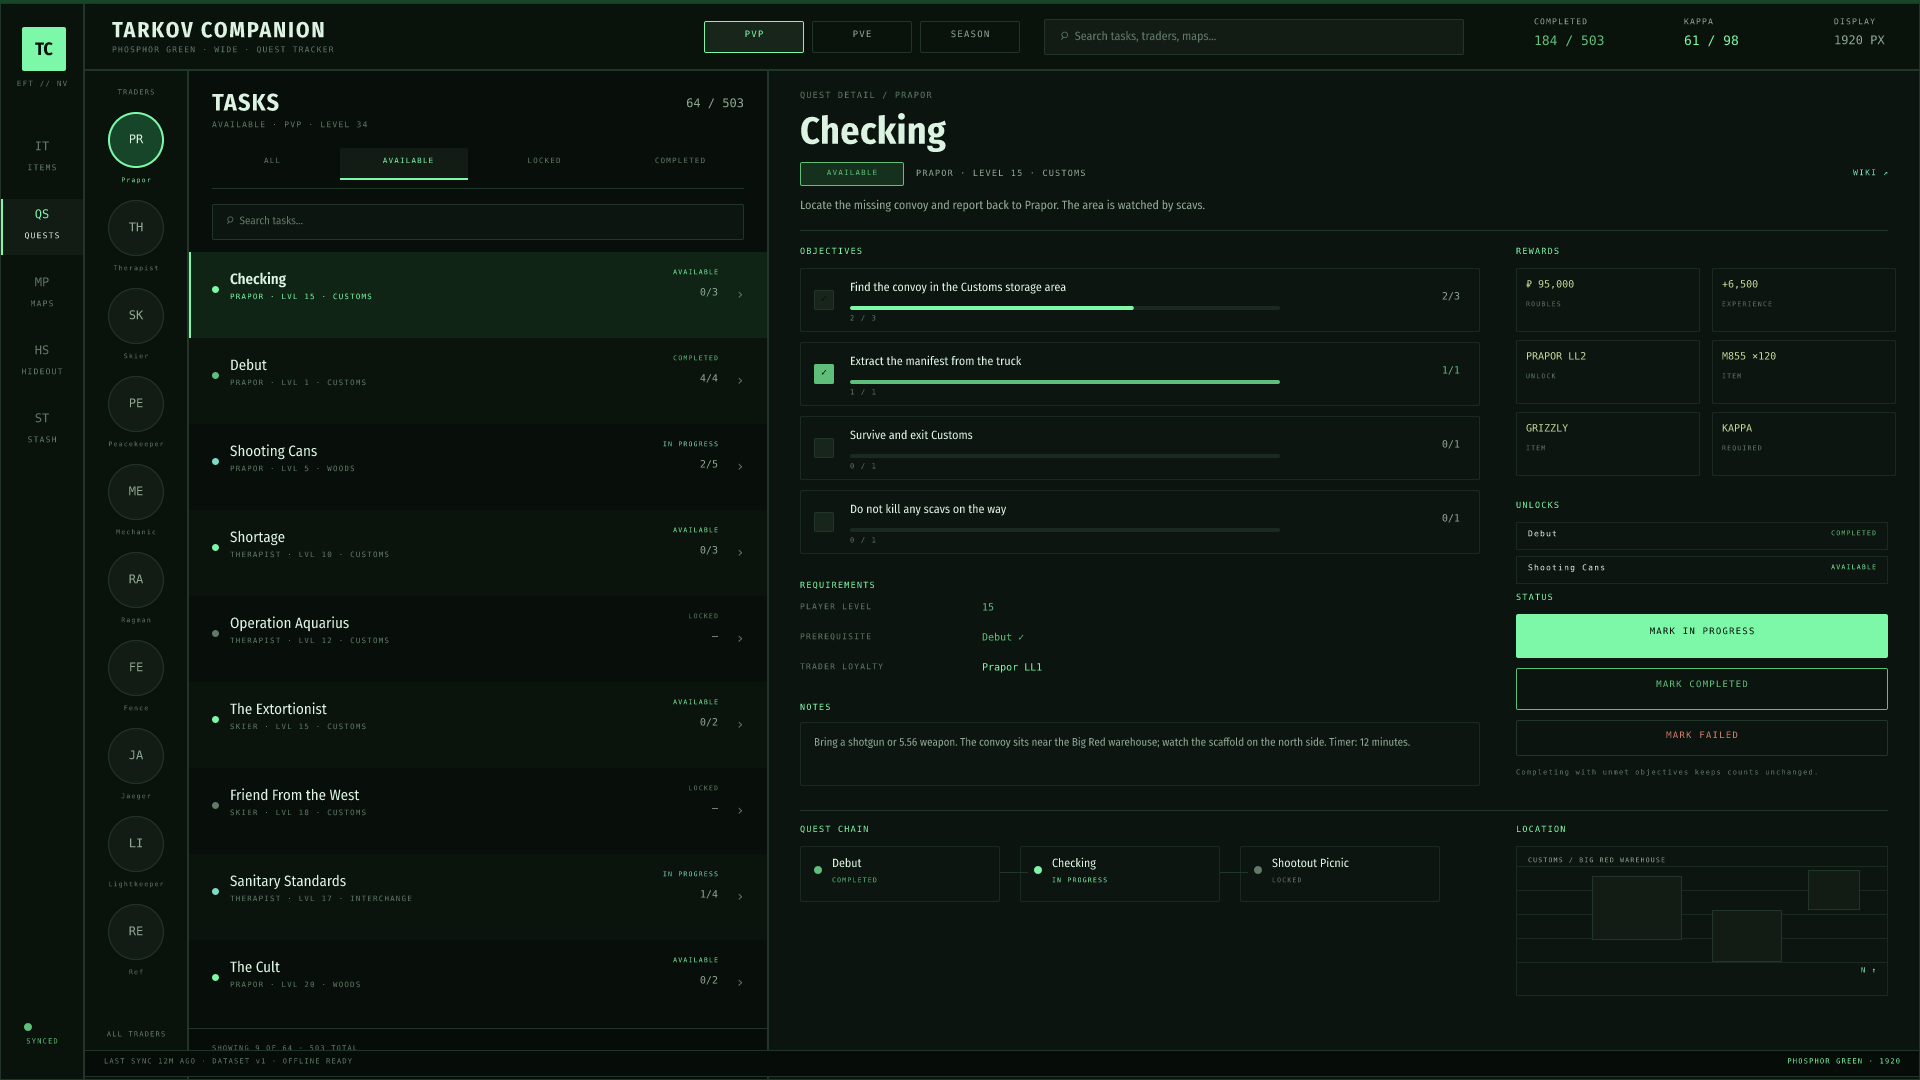 TC
EFT // NV
IT
ITEMS
QS
QUESTS
MP
MAPS
HS
HIDEOUT
ST
STASH
SYNCED
TARKOV COMPANION
PHOSPHOR GREEN · WIDE · QUEST TRACKER
PVP
PVE
SEASON
Search tasks, traders, maps...
COMPLETED
184 / 503
KAPPA
61 / 98
DISPLAY
1920 PX
TRADERS
PR
Prapor
TH
Therapist
SK
Skier
PE
Peacekeeper
ME
Mechanic
RA
Ragman
FE
Fence
JA
Jaeger
LI
Lightkeeper
RE
Ref
ALL TRADERS
TASKS
64 / 503
AVAILABLE · PVP · LEVEL 34
ALL
AVAILABLE
LOCKED
COMPLETED
Search tasks...
Checking
PRAPOR · LVL 15 · CUSTOMS
AVAILABLE
0/3 ›
Debut
PRAPOR · LVL 1 · CUSTOMS
COMPLETED
4/4 ›
Shooting Cans
PRAPOR · LVL 5 · WOODS
IN PROGRESS
2/5 ›
Shortage
THERAPIST · LVL 10 · CUSTOMS
AVAILABLE
0/3 ›
Operation Aquarius
THERAPIST · LVL 12 · CUSTOMS
LOCKED
— ›
The Extortionist
SKIER · LVL 15 · CUSTOMS
AVAILABLE
0/2 ›
Friend From the West
SKIER · LVL 18 · CUSTOMS
LOCKED
— ›
Sanitary Standards
THERAPIST · LVL 17 · INTERCHANGE
IN PROGRESS
1/4 ›
The Cult
PRAPOR · LVL 20 · WOODS
AVAILABLE
0/2 ›
SHOWING 9 OF 64 · 503 TOTAL
QUEST DETAIL / PRAPOR
Checking
AVAILABLE
PRAPOR · LEVEL 15 · CUSTOMS
WIKI ↗
Locate the missing convoy and report back to Prapor. The area is watched by scavs.
OBJECTIVES
Find the convoy in the Customs storage area
2/3
2 / 3
✓
Extract the manifest from the truck
1/1
1 / 1
Survive and exit Customs
0/1
0 / 1
Do not kill any scavs on the way
0/1
0 / 1
REQUIREMENTS
PLAYER LEVEL
15
PREREQUISITE
Debut ✓
TRADER LOYALTY
Prapor LL1
NOTES
Bring a shotgun or 5.56 weapon. The convoy sits near the Big Red warehouse; watch the scaffold on the north side. Timer: 12 minutes.
QUEST CHAIN
Debut
COMPLETED
Checking
IN PROGRESS
Shootout Picnic
LOCKED
REWARDS
₽ 95,000
ROUBLES
+6,500
EXPERIENCE
PRAPOR LL2
UNLOCK
M855 ×120
ITEM
GRIZZLY
ITEM
KAPPA
REQUIRED
UNLOCKS
Debut
COMPLETED
Shooting Cans
AVAILABLE
STATUS
MARK IN PROGRESS
MARK COMPLETED
MARK FAILED
Completing with unmet objectives keeps counts unchanged.
LOCATION
CUSTOMS / BIG RED WAREHOUSE
N ↑
LAST SYNC 12M AGO · DATASET v1 · OFFLINE READY
PHOSPHOR GREEN · 1920